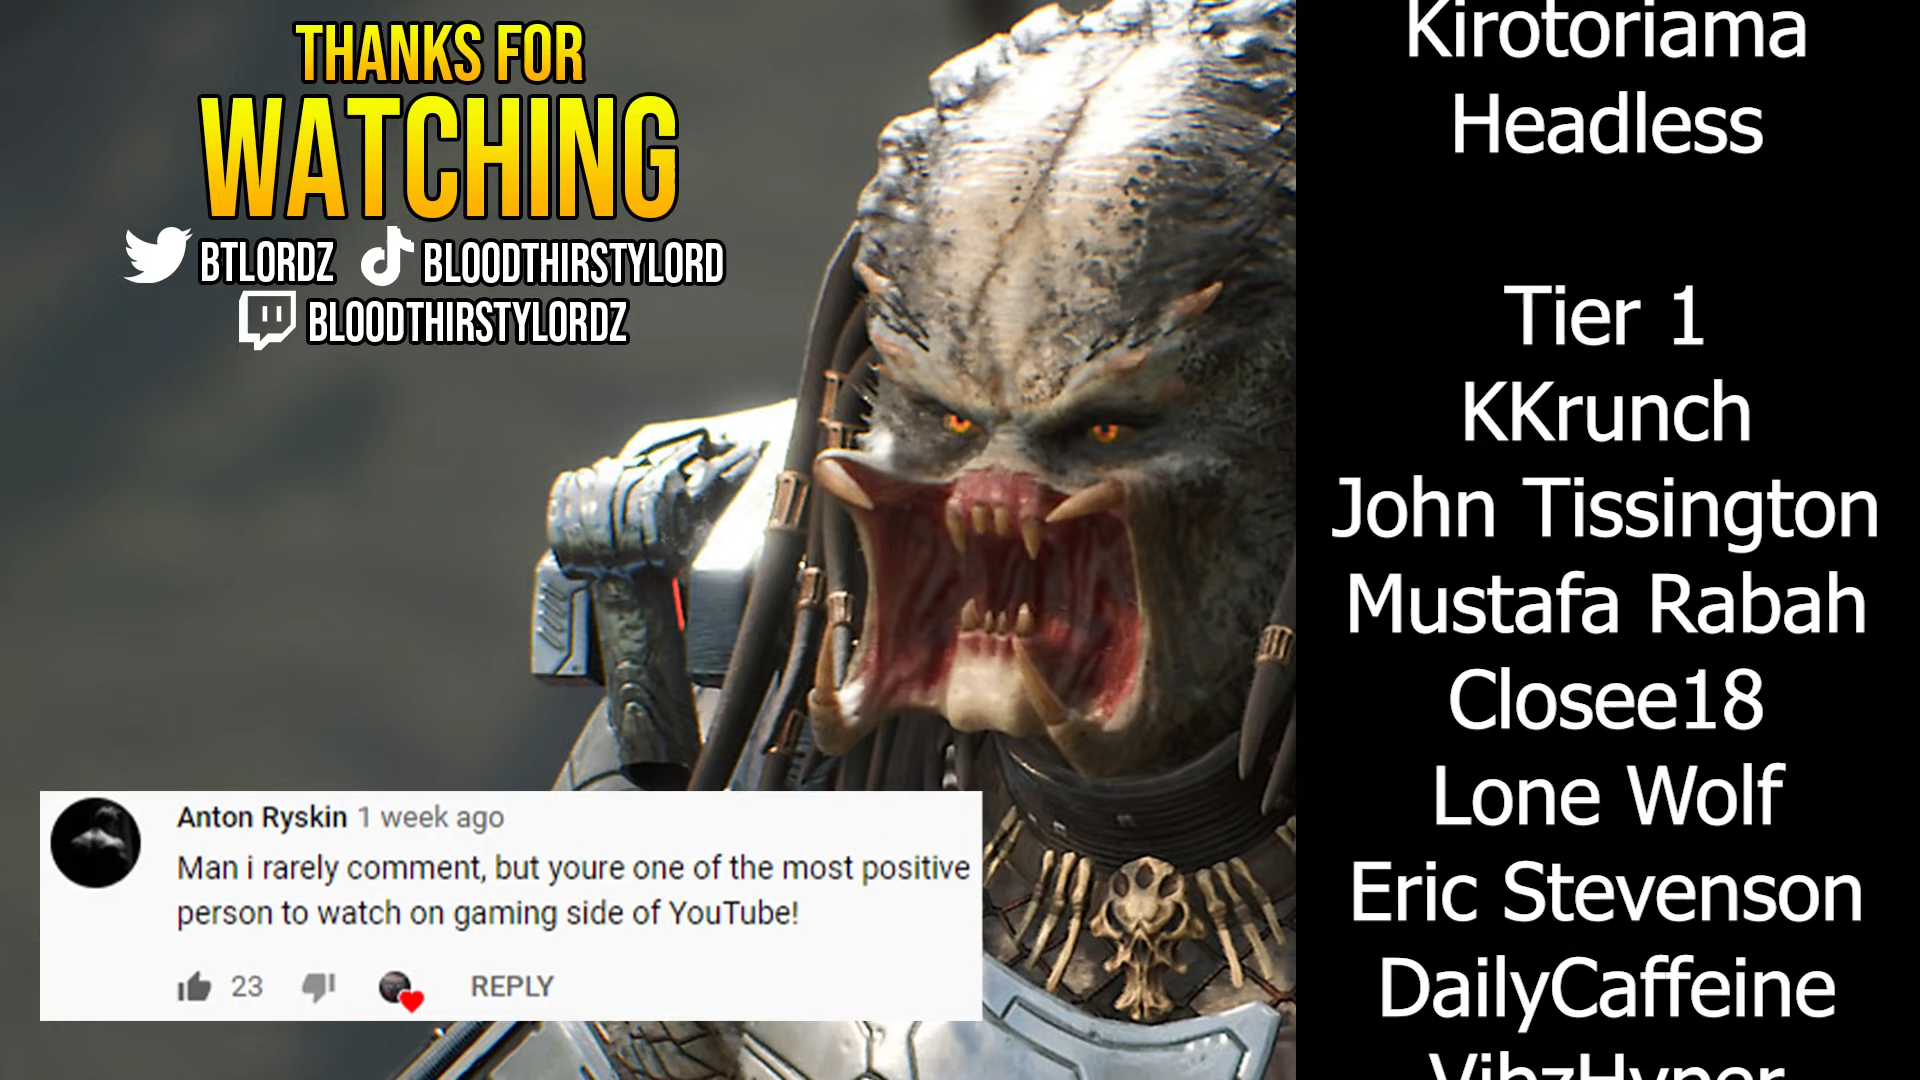 THANKS FOR
WATCHING
BTLORDZ BLOODTHIRSTYLORD
BLOODTHIRSTYLORDZ
Anton Ryskin 1 week ago
Man i rarely comment, but youre one of the most positive
person to watch on gaming side of YouTube!
23 REPLY
Kirotoriama
Headless
Tier 1
KKrunch
John Tissington
Mustafa Rabah
Closee18
Lone Wolf
Eric Stevenson
DailyCaffeine